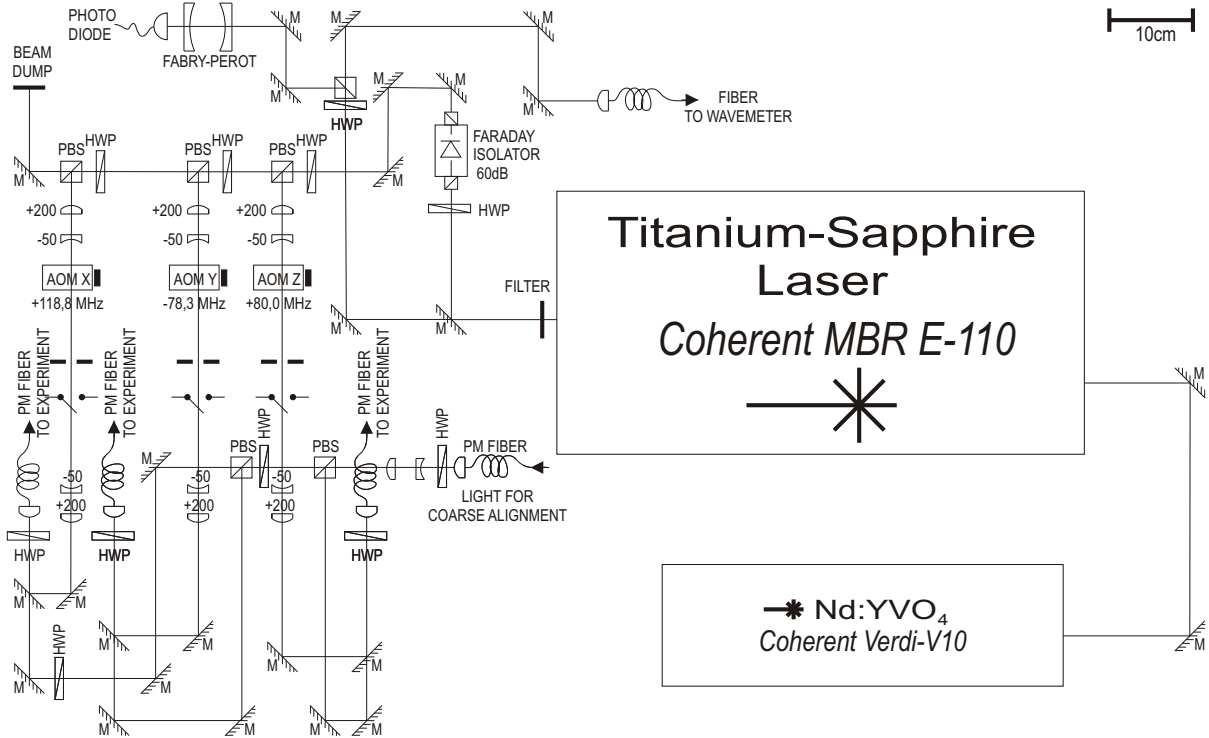 PHOTO
DIODE
FABRY-PEROT
M
M
M
M
10cm
BEAM
DUMP
M
M
M
HWP
M
FIBER
TO WAVEMETER
M
PBS
HWP
PBS
HWP
PBS
HWP
M
FARADAY
ISOLATOR
60dB
HWP
+200
+200
+200
-50
-50
-50
AOM X
AOM Y
AOM Z
+118,8 MHz
-78,3 MHz
+80,0 MHz
M
M
FILTER
Titanium-Sapphire
Laser
Coherent MBR E-110
M
PM FIBER
TO EXPERIMENT
PM FIBER
TO EXPERIMENT
PM FIBER
TO EXPERIMENT
M
PBS
HWP
PBS
HWP
PM FIBER
LIGHT FOR
COARSE ALIGNMENT
-50
+200
-50
+200
-50
+200
HWP
HWP
HWP
M
M
M
M
HWP
M
M
M
M
M
M
M
M
Nd:YVO4
Coherent Verdi-V10
M